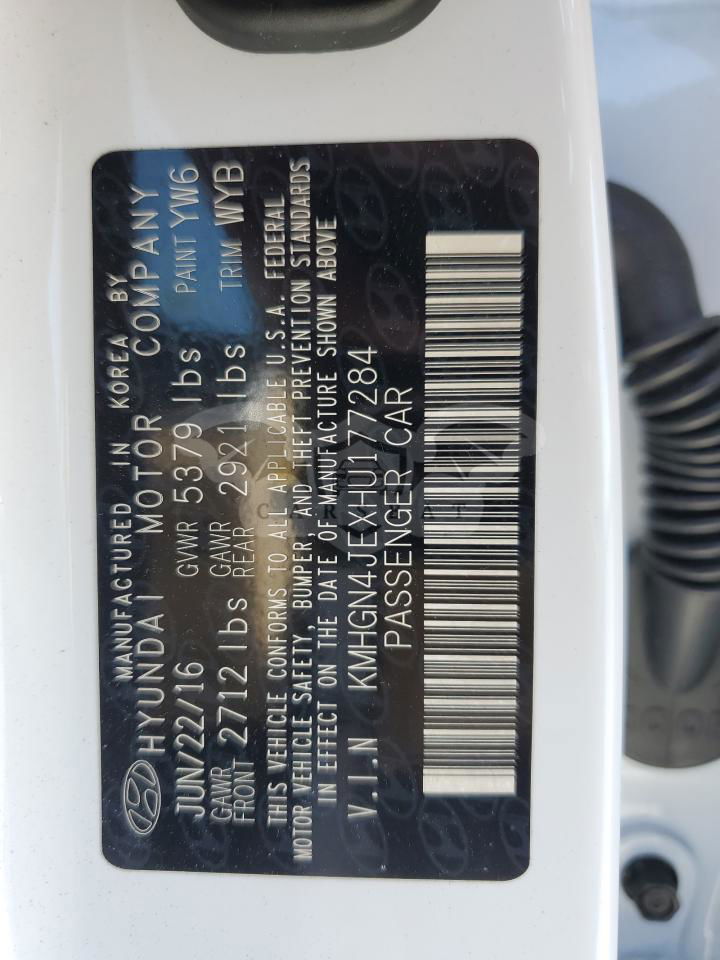 MANUFACTURED IN KOREA BY
HYUNDAI MOTOR COMPANY
JUN/22/16 GVWR 5379 lbs PAINT YW6
GAWR FRONT 2712 lbs GAWR REAR 2921 lbs TRIM WYB
THIS VEHICLE CONFORMS TO ALL APPLICABLE U.S.A. FEDERAL
MOTOR VEHICLE SAFETY, BUMPER, AND THEFT PREVENTION STANDARDS
IN EFFECT ON THE DATE OF MANUFACTURE SHOWN ABOVE
V.I.N KMHGN4JEXHU177284
PASSENGER CAR